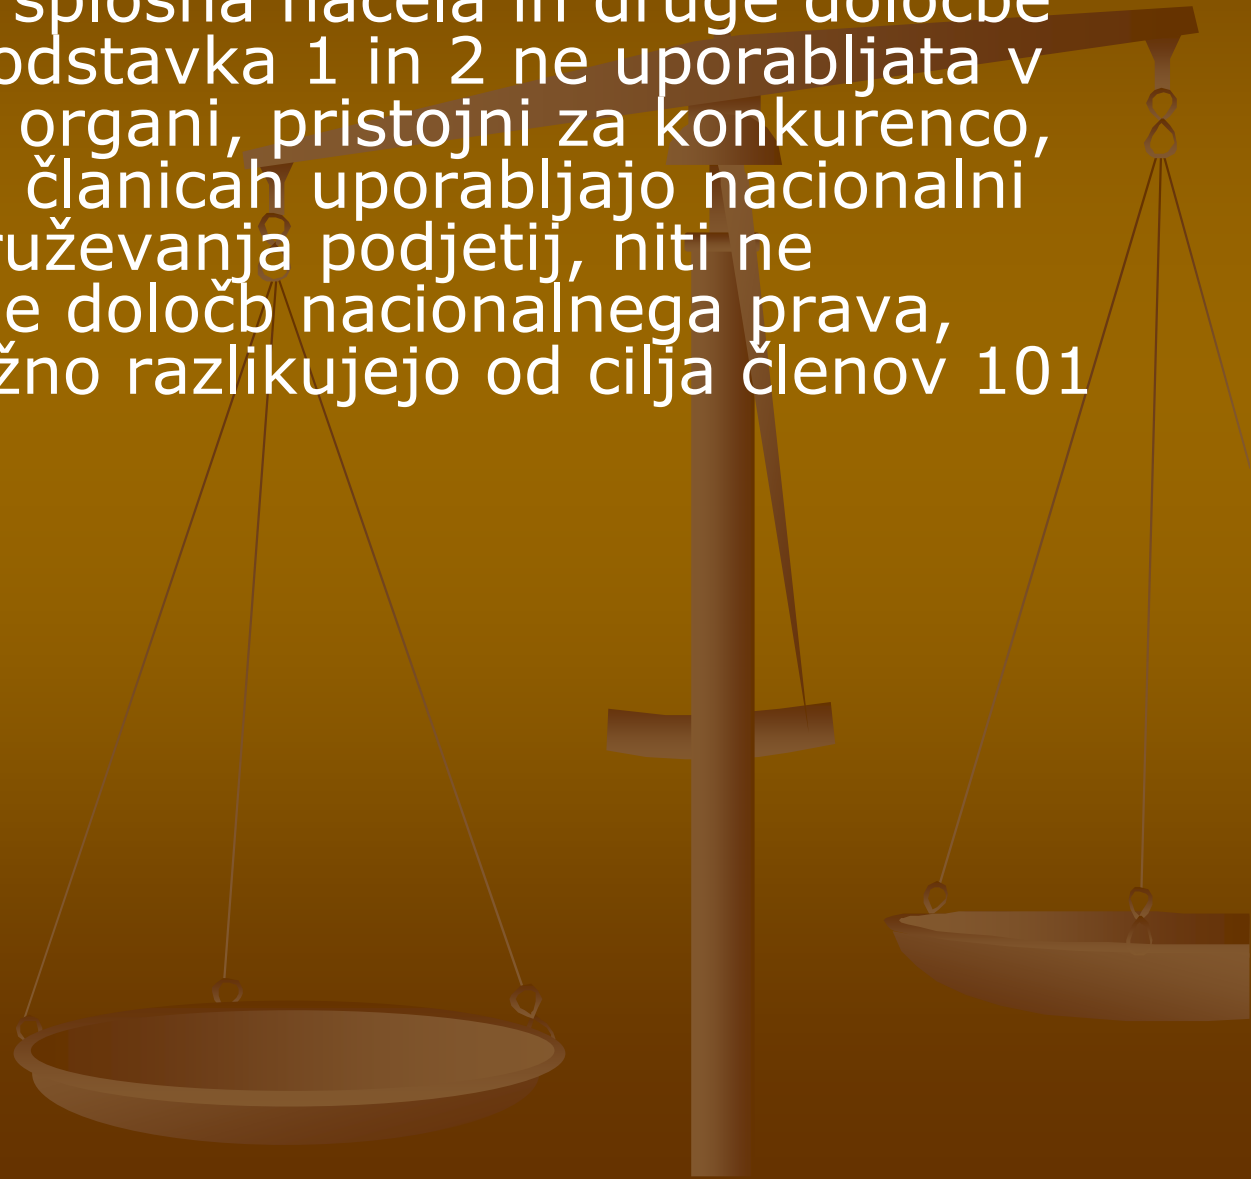 splošna načela in druge določbe
odstavka 1 in 2 ne uporabljata v
organi, pristojni za konkurenco,
članicah uporabljajo nacionalni
uževanja podjetij, niti ne
e določb nacionalnega prava,
žno razlikujejo od cilja členov 101